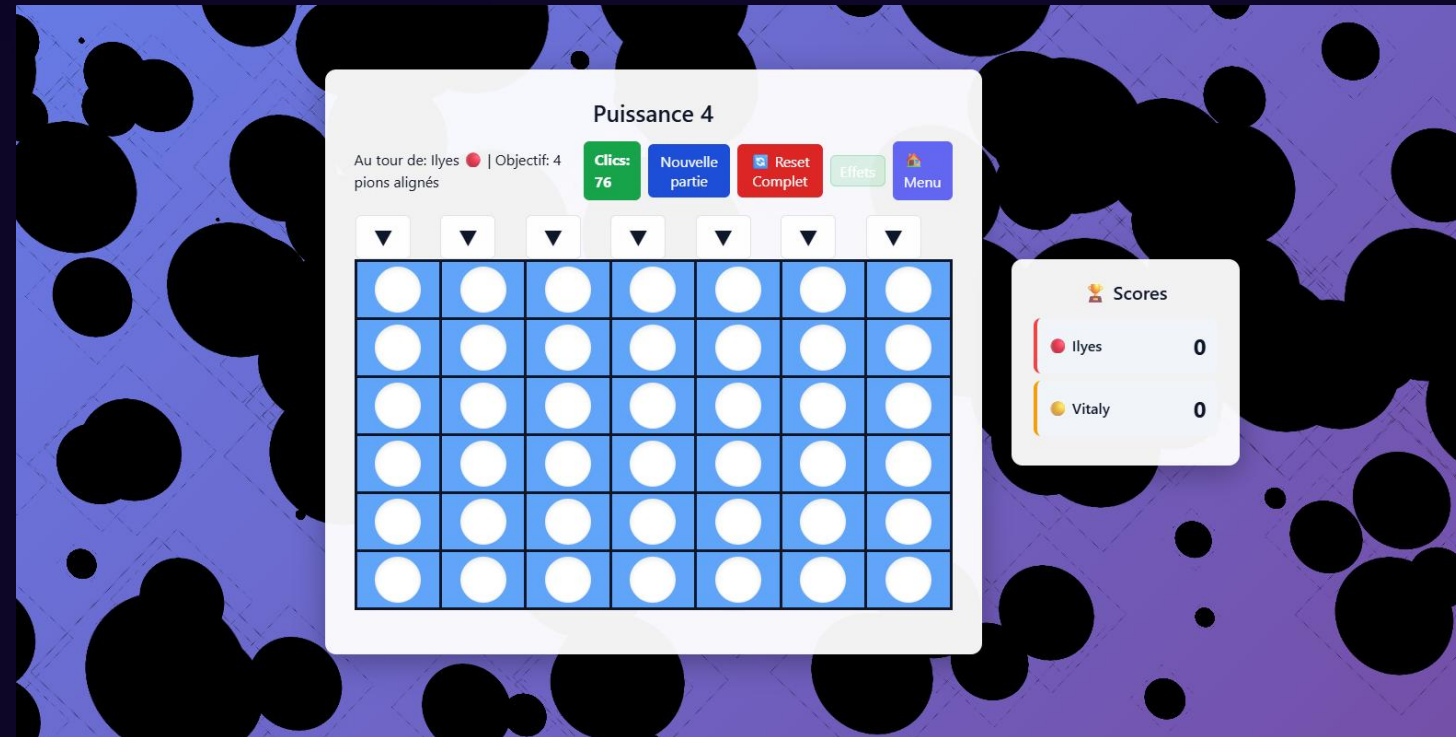 Puissance 4
Au tour de: Ilyes | Objectif: 4
pions alignés
Clics:
76
Nouvelle
partie
Reset
Complet
Effets
Menu
Scores
Ilyes 0
Vitaly 0